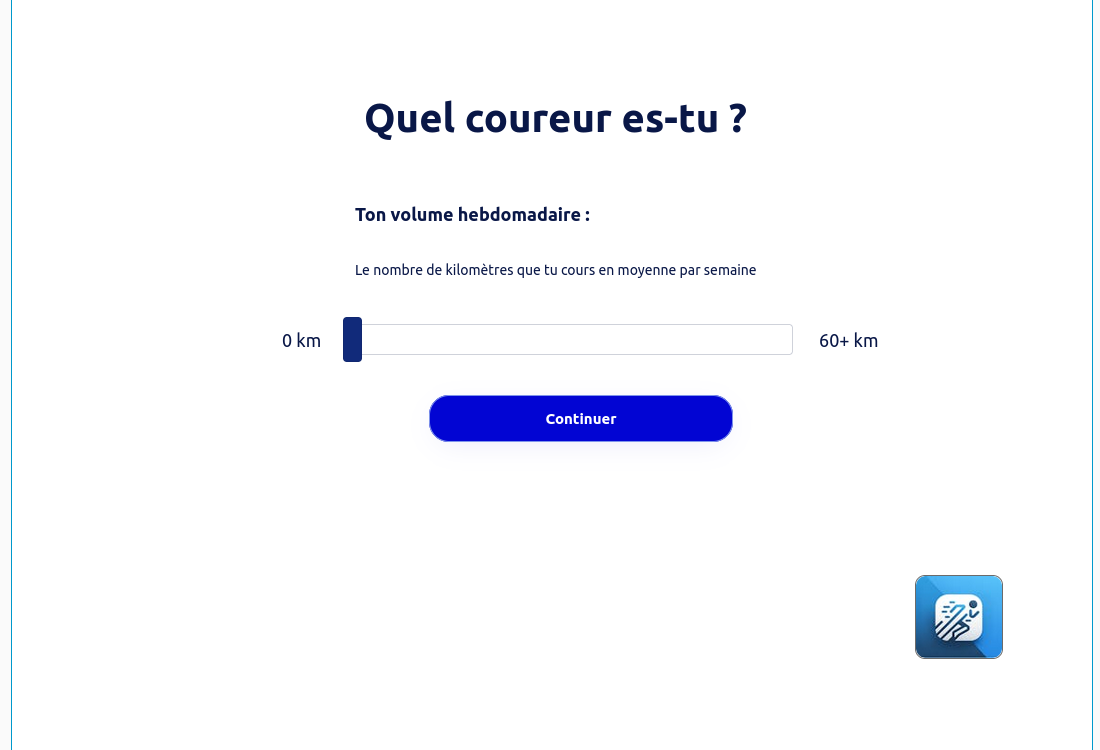 Quel coureur es-tu ?
Ton volume hebdomadaire :
Le nombre de kilomètres que tu cours en moyenne par semaine
0 km
60+ km
Continuer